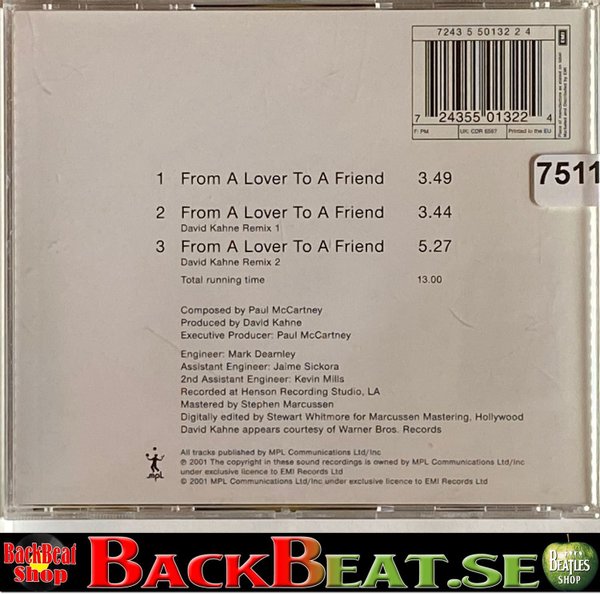 7243 5 50132 2 4
7 24355 01322 4
EMI
F: PM
UK: CDR 6567
Printed in the EU
7511
1 From A Lover To A Friend 3.49
2 From A Lover To A Friend 3.44
David Kahne Remix 1
3 From A Lover To A Friend 5.27
David Kahne Remix 2
Total running time 13.00
Composed by Paul McCartney
Produced by David Kahne
Executive Producer: Paul McCartney
Engineer: Mark Dearnley
Assistant Engineer: Jaime Sickora
2nd Assistant Engineer: Kevin Mills
Recorded at Henson Recording Studio, LA
Mastered by Stephen Marcussen
Digitally edited by Stewart Whitmore for Marcussen Mastering, Hollywood
David Kahne appears courtesy of Warner Bros. Records
mpl
All tracks published by MPL Communications Ltd/Inc
℗ 2001 The copyright in these sound recordings is owned by MPL Communications Ltd/Inc
under exclusive licence to EMI Records Ltd
© 2001 MPL Communications Ltd/Inc under exclusive licence to EMI Records Ltd
BackBeat
Shop
BACKBEAT.SE
BEATLES
SHOP